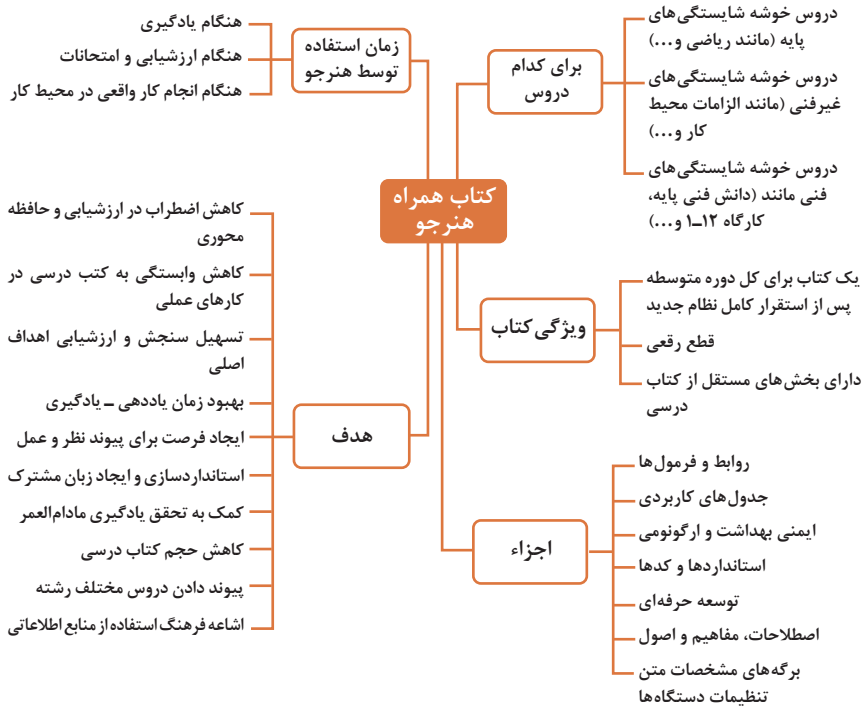 کتاب همراه
هنرجو
برای کدام
دروس
دروس خوشه شایستگی‌های
پایه (مانند ریاضی و...)
دروس خوشه شایستگی‌های
غیرفنی (مانند الزامات محیط
کار و...)
دروس خوشه شایستگی‌های
فنی مانند (دانش فنی پایه،
کارگاه ۱۲ــ۱ و...)
ویژگی کتاب
یک کتاب برای کل دوره متوسطه
پس از استقرار کامل نظام جدید
قطع رقعی
دارای بخش‌های مستقل از کتاب
درسی
اجزاء
روابط و فرمول‌ها
جدول‌های کاربردی
ایمنی بهداشت و ارگونومی
استانداردها و کدها
توسعه حرفه‌ای
اصطلاحات، مفاهیم و اصول
برگه‌های مشخصات متن
تنظیمات دستگاه‌ها
زمان استفاده
توسط هنرجو
هنگام یادگیری
هنگام ارزشیابی و امتحانات
هنگام انجام کار واقعی در محیط کار
هدف
کاهش اضطراب در ارزشیابی و حافظه
محوری
کاهش وابستگی به کتب درسی در
کارهای عملی
تسهیل سنجش و ارزشیابی اهداف
اصلی
بهبود زمان یاددهی ــ یادگیری
ایجاد فرصت برای پیوند نظر و عمل
استانداردسازی و ایجاد زبان مشترک
کمک به تحقق یادگیری مادام‌العمر
کاهش حجم کتاب درسی
پیوند دادن دروس مختلف رشته
اشاعه فرهنگ استفاده از منابع اطلاعاتی